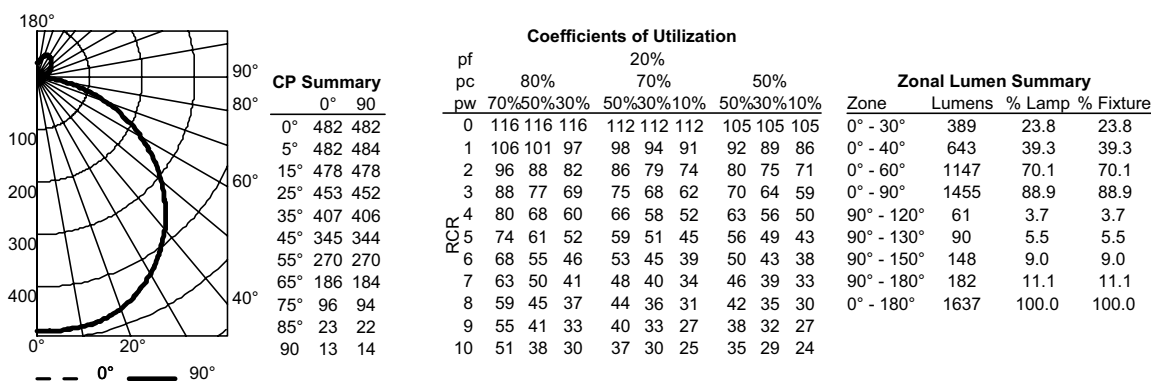 180°
90°
80°
60°
40°
20°
0°
100
200
300
400
0° 90°
CP Summary
0° 90
0° 482 482
5° 482 484
15° 478 478
25° 453 452
35° 407 406
45° 345 344
55° 270 270
65° 186 184
75° 96 94
85° 23 22
90 13 14
Coefficients of Utilization
pf 20%
pc 80% 70% 50%
pw 70%50%30% 50%30%10% 50%30%10%
RCR
0 116 116 116 112 112 112 105 105 105
1 106 101 97 98 94 91 92 89 86
2 96 88 82 86 79 74 80 75 71
3 88 77 69 75 68 62 70 64 59
4 80 68 60 66 58 52 63 56 50
5 74 61 52 59 51 45 56 49 43
6 68 55 46 53 45 39 50 43 38
7 63 50 41 48 40 34 46 39 33
8 59 45 37 44 36 31 42 35 30
9 55 41 33 40 33 27 38 32 27
10 51 38 30 37 30 25 35 29 24
Zonal Lumen Summary
Zone Lumens % Lamp % Fixture
0° - 30° 389 23.8 23.8
0° - 40° 643 39.3 39.3
0° - 60° 1147 70.1 70.1
0° - 90° 1455 88.9 88.9
90° - 120° 61 3.7 3.7
90° - 130° 90 5.5 5.5
90° - 150° 148 9.0 9.0
90° - 180° 182 11.1 11.1
0° - 180° 1637 100.0 100.0